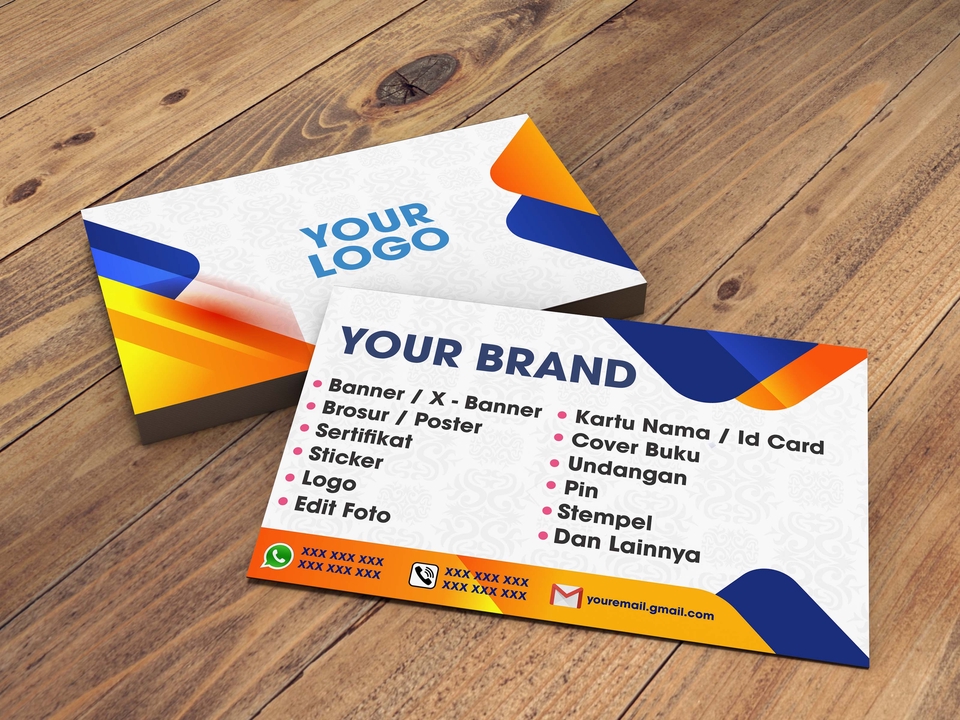 YOUR
LOGO
YOUR BRAND
Banner / X - Banner
Brosur / Poster
Sertifikat
Sticker
Logo
Edit Foto
Kartu Nama / Id Card
Cover Buku
Undangan
Pin
Stempel
Dan Lainnya
XXX XXX XXX
XXX XXX XXX
XXX XXX XXX
XXX XXX XXX
youremail.gmail.com